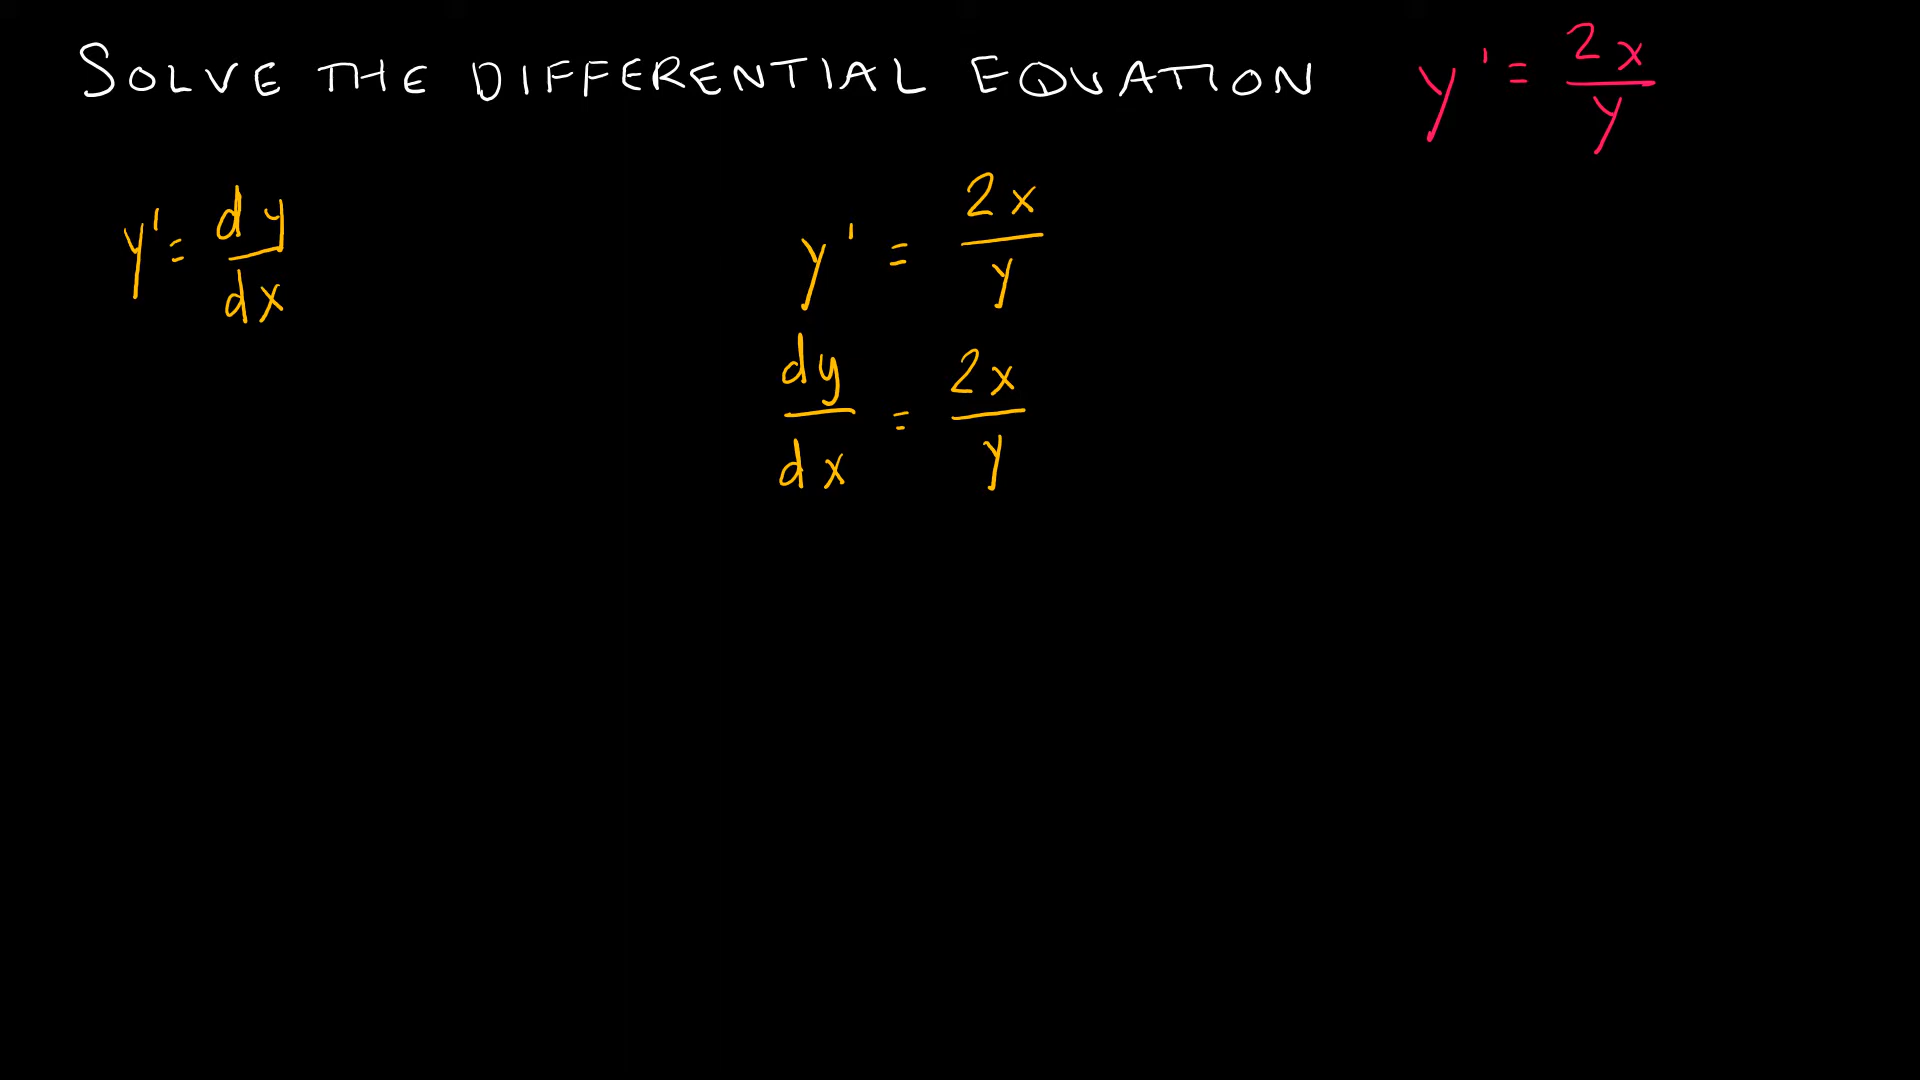 SOLVE THE DIFFERENTIAL EQUATION y' = 2x/y
y' = dy/dx
y' = 2x/y
dy/dx = 2x/y